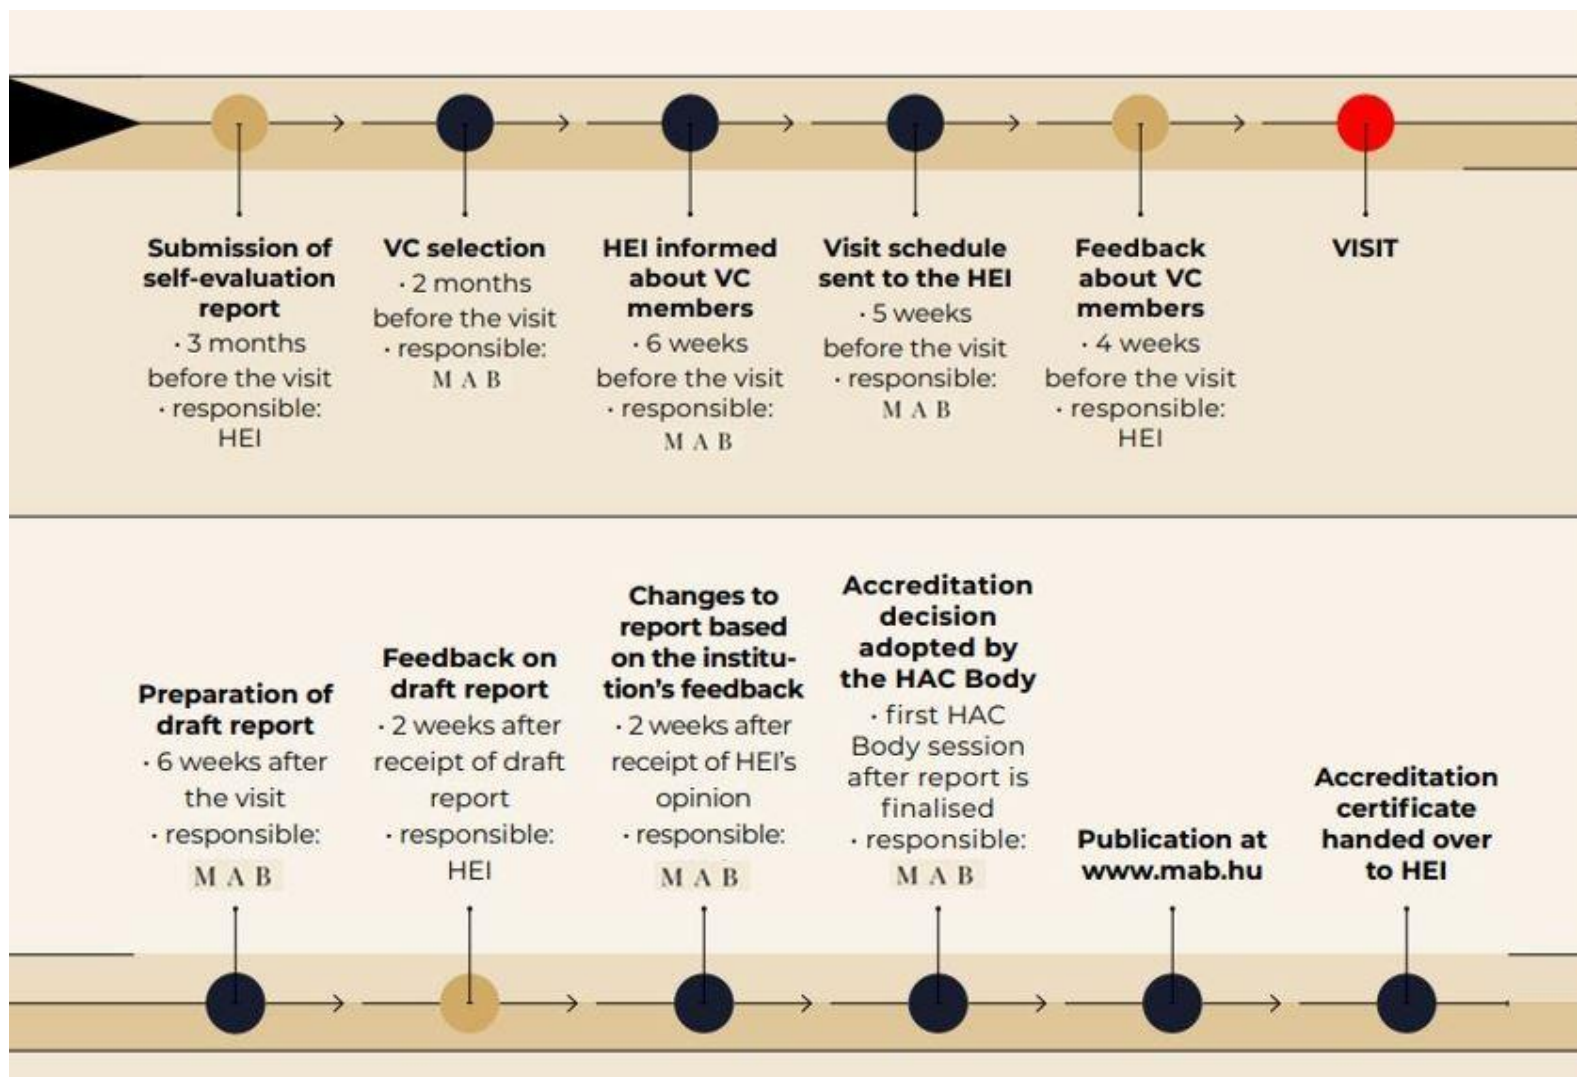 Submission of
self-evaluation
report
· 3 months
before the visit
· responsible:
HEI
VC selection
· 2 months
before the visit
· responsible:
M A B
HEI informed
about VC
members
· 6 weeks
before the visit
· responsible:
M A B
Visit schedule
sent to the HEI
· 5 weeks
before the visit
· responsible:
M A B
Feedback
about VC
members
· 4 weeks
before the visit
· responsible:
HEI
VISIT
Preparation of
draft report
· 6 weeks after
the visit
· responsible:
M A B
Feedback on
draft report
· 2 weeks after
receipt of draft
report
· responsible:
HEI
Changes to
report based
on the institu-
tion’s feedback
· 2 weeks after
receipt of HEI’s
opinion
· responsible:
M A B
Accreditation
decision
adopted by
the HAC Body
· first HAC
Body session
after report is
finalised
· responsible:
M A B
Publication at
www.mab.hu
Accreditation
certificate
handed over
to HEI